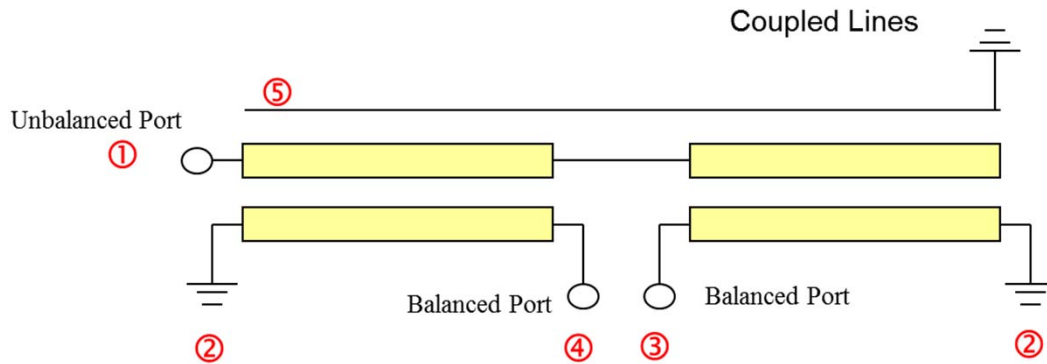 Coupled Lines
⑤
Unbalanced Port
①
Balanced Port
Balanced Port
②
④
③
②